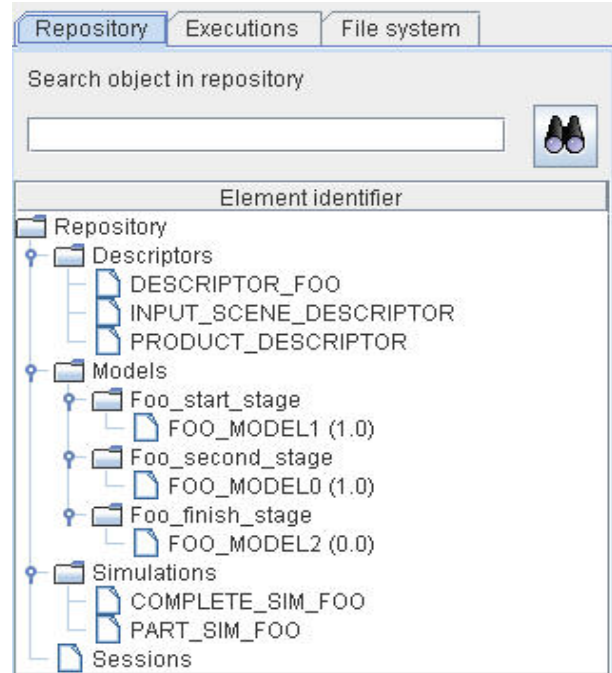 Repository Executions File system
Search object in repository
Element identifier
Repository
Descriptors
DESCRIPTOR_FOO
INPUT_SCENE_DESCRIPTOR
PRODUCT_DESCRIPTOR
Models
Foo_start_stage
FOO_MODEL1 (1.0)
Foo_second_stage
FOO_MODEL0 (1.0)
Foo_finish_stage
FOO_MODEL2 (0.0)
Simulations
COMPLETE_SIM_FOO
PART_SIM_FOO
Sessions